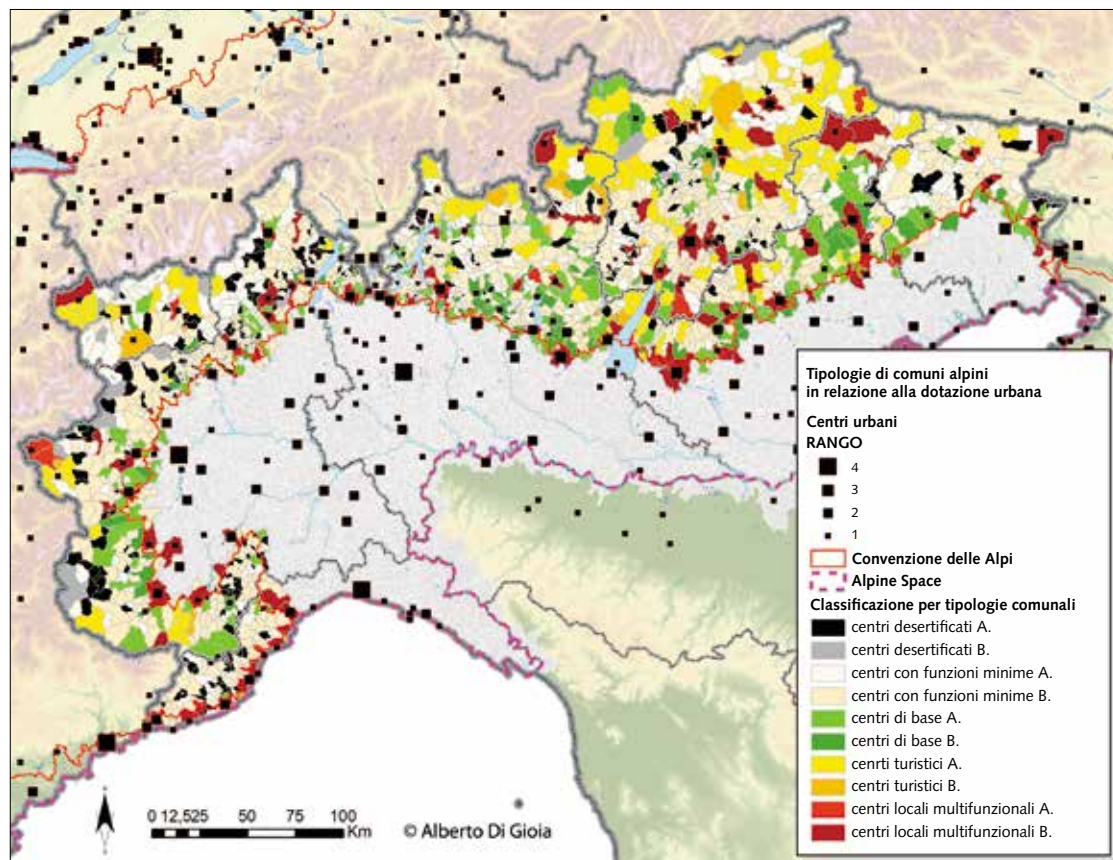 Tipologie di comuni alpini
in relazione alla dotazione urbana
Centri urbani
RANGO
4
3
2
1
Convenzione delle Alpi
Alpine Space
Classificazione per tipologie comunali
centri desertificati A.
centri desertificati B.
centri con funzioni minime A.
centri con funzioni minime B.
centri di base A.
centri di base B.
cenrti turistici A.
centri turistici B.
centri locali multifunzionali A.
centri locali multifunzionali B.
0 12,525 50 75 100
Km
© Alberto Di Gioia